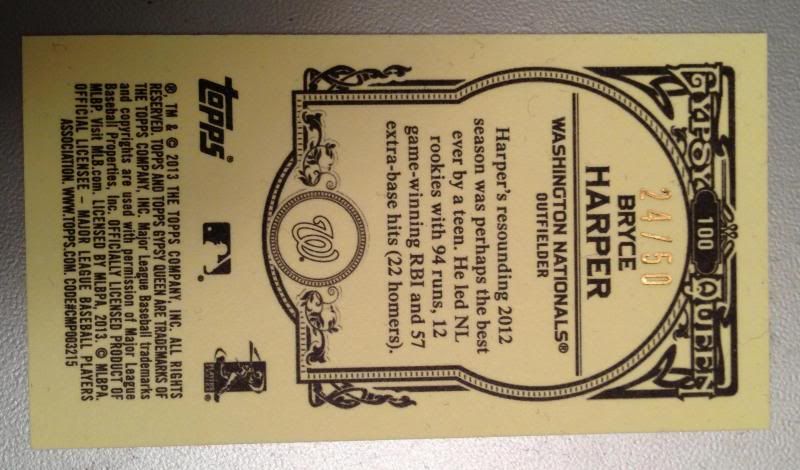 GYPSY 100 QUEEN
24/50
BRYCE
HARPER
WASHINGTON NATIONALS®
OUTFIELDER
Harper's resounding 2012
season was perhaps the best
ever by a teen. He led NL
rookies with 94 runs, 12
game-winning RBI and 57
extra-base hits (22 homers).
W
topps®
® TM & © 2013 THE TOPPS COMPANY, INC. ALL RIGHTS
RESERVED. TOPPS AND TOPPS GYPSY QUEEN ARE TRADEMARKS OF
THE TOPPS COMPANY, INC. Major League Baseball trademarks
and copyrights are used with permission of Major League
Baseball Properties, Inc. OFFICIALLY LICENSED PRODUCT OF
MLBP. Visit MLB.com. LICENSED BY MLBPA, 2013. © MLBPA.
OFFICIAL LICENSEE – MAJOR LEAGUE BASEBALL PLAYERS
ASSOCIATION. WWW.TOPPS.COM. CODE#CMP003215